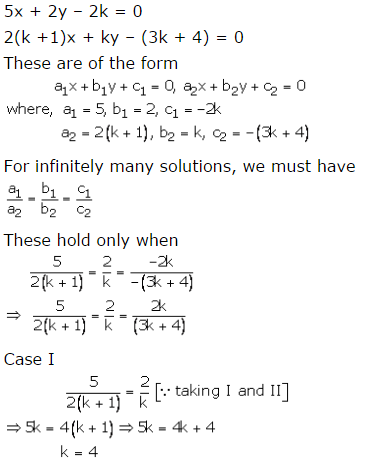 5x + 2y – 2k = 0
2(k +1)x + ky – (3k + 4) = 0
These are of the form
a₁x + b₁y + c₁ = 0, a₂x + b₂y + c₂ = 0
where, a₁ = 5, b₁ = 2, c₁ = –2k
a₂ = 2(k + 1), b₂ = k, c₂ = –(3k + 4)
For infinitely many solutions, we must have
a₁/a₂ = b₁/b₂ = c₁/c₂
These hold only when
5/2(k + 1) = 2/k = –2k/–(3k + 4)
⇒ 5/2(k + 1) = 2/k = 2k/(3k + 4)
Case I
5/2(k + 1) = 2/k [∵ taking I and II]
⇒ 5k = 4(k + 1) ⇒ 5k = 4k + 4
k = 4